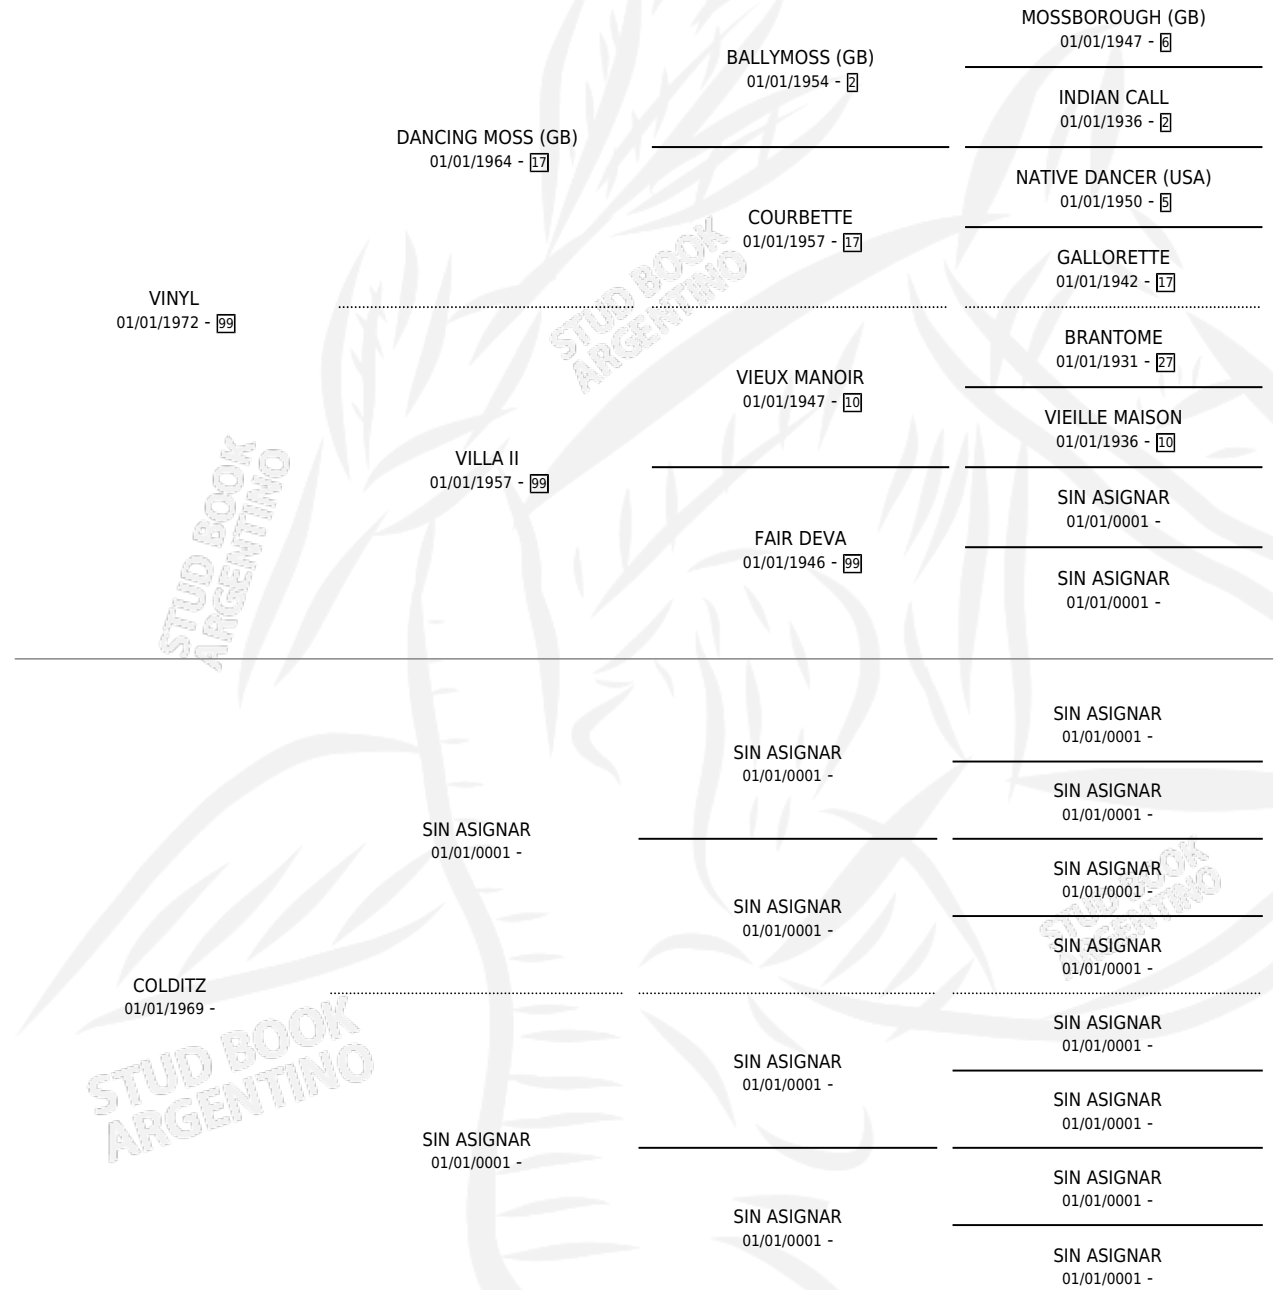 MOSSBOROUGH (GB)
01/01/1947 - 6
BALLYMOSS (GB)
01/01/1954 - 2
INDIAN CALL
01/01/1936 - 2
DANCING MOSS (GB)
01/01/1964 - 17
NATIVE DANCER (USA)
01/01/1950 - 5
COURBETTE
01/01/1957 - 17
GALLORETTE
01/01/1942 - 17
VINYL
01/01/1972 - 99
BRANTOME
01/01/1931 - 27
VIEUX MANOIR
01/01/1947 - 10
VIEILLE MAISON
01/01/1936 - 10
VILLA II
01/01/1957 - 99
SIN ASIGNAR
01/01/0001 -
FAIR DEVA
01/01/1946 - 99
SIN ASIGNAR
01/01/0001 -
STUD BOOK
ARGENTINO
STUD BOOK
ARGENTINO
SIN ASIGNAR
01/01/0001 -
SIN ASIGNAR
01/01/0001 -
SIN ASIGNAR
01/01/0001 -
SIN ASIGNAR
01/01/0001 -
SIN ASIGNAR
01/01/0001 -
SIN ASIGNAR
01/01/0001 -
SIN ASIGNAR
01/01/0001 -
COLDITZ
01/01/1969 -
SIN ASIGNAR
01/01/0001 -
SIN ASIGNAR
01/01/0001 -
SIN ASIGNAR
01/01/0001 -
SIN ASIGNAR
01/01/0001 -
SIN ASIGNAR
01/01/0001 -
SIN ASIGNAR
01/01/0001 -
SIN ASIGNAR
01/01/0001 -
STUD BOOK
ARGENTINO
STUD BOOK
ARGENTINO